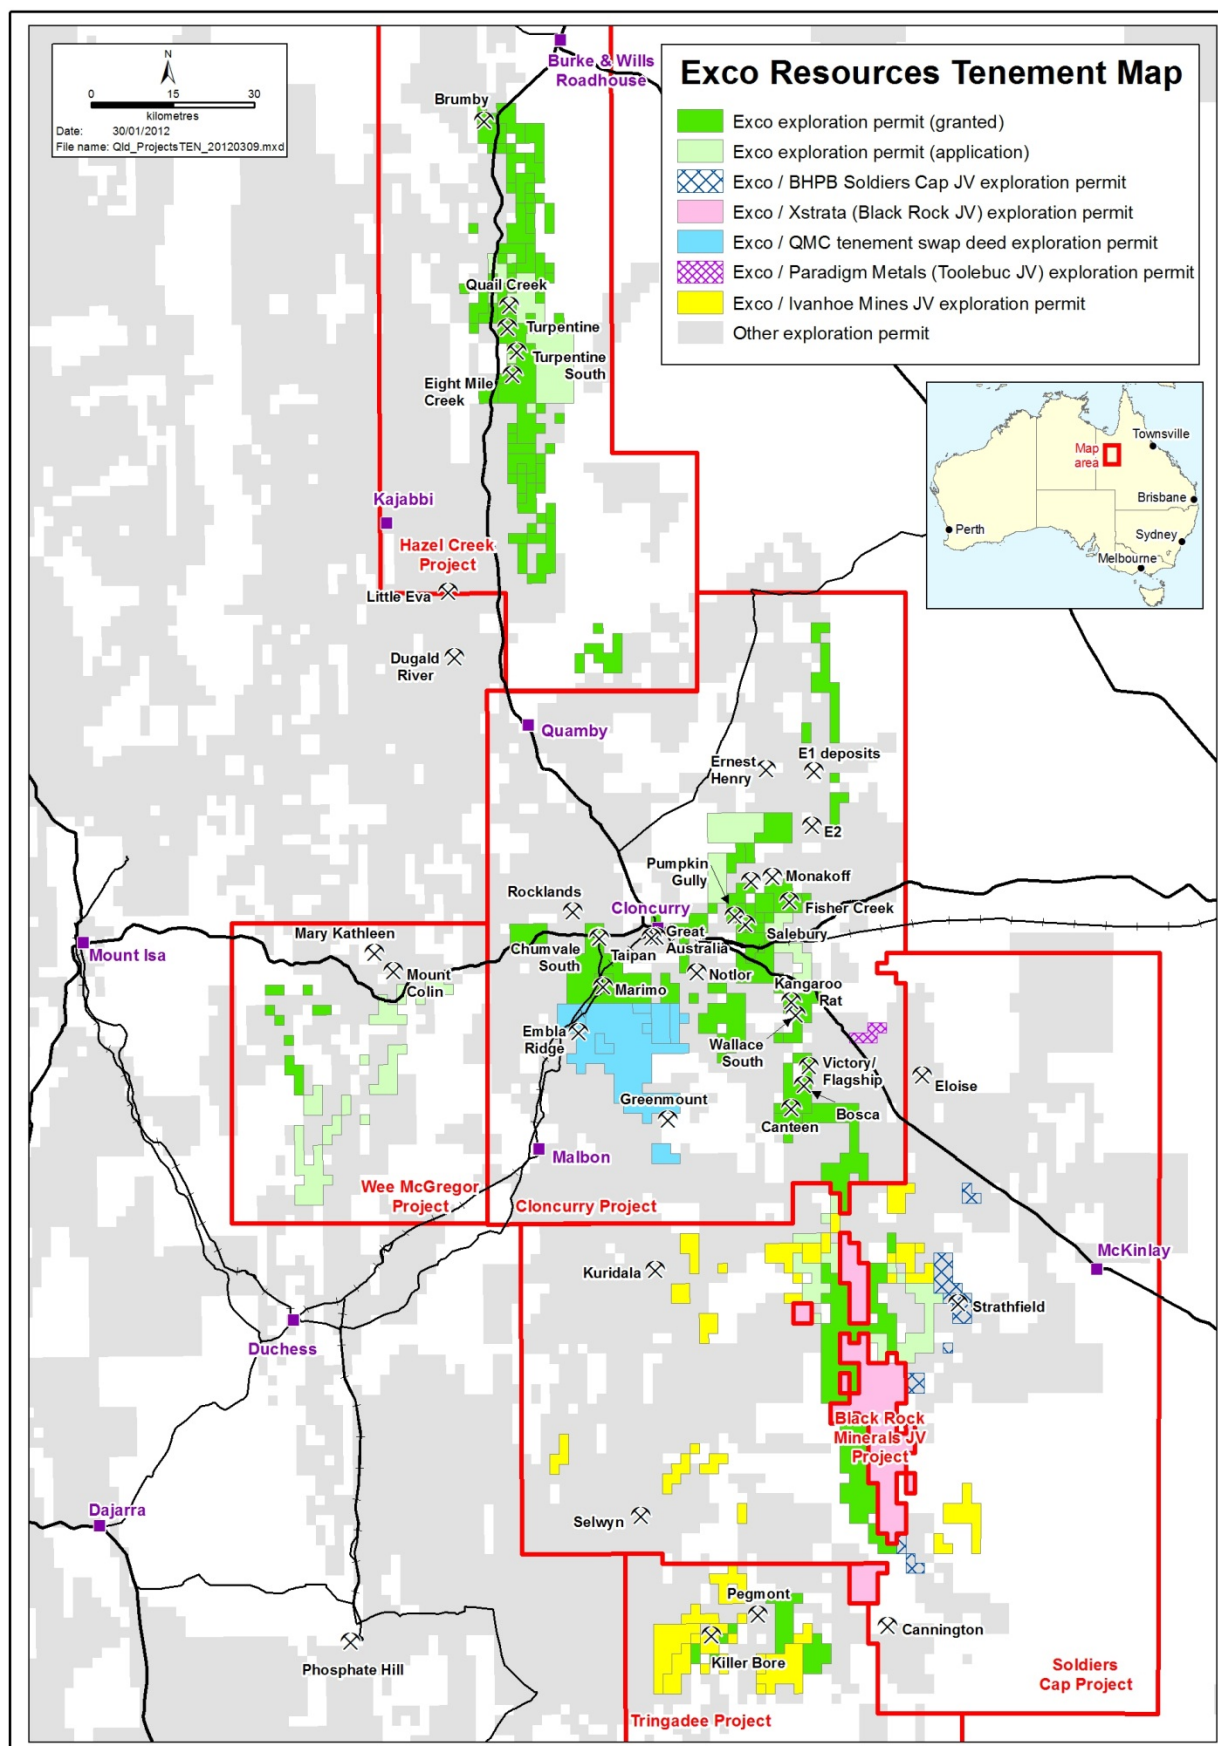 N
0 15 30
kilometres
Date: 30/01/2012
File name: Qld_ProjectsTEN_20120309.mxd
Exco Resources Tenement Map
Exco exploration permit (granted)
Exco exploration permit (application)
Exco / BHPB Soldiers Cap JV exploration permit
Exco / Xstrata (Black Rock JV) exploration permit
Exco / QMC tenement swap deed exploration permit
Exco / Paradigm Metals (Toolebuc JV) exploration permit
Exco / Ivanhoe Mines JV exploration permit
Other exploration permit
Burke & Wills
Roadhouse
Brumby
Quail Creek
Turpentine
Turpentine
South
Eight Mile
Creek
Map
area
Townsville
Brisbane
Perth
Sydney
Melbourne
Kajabbi
Hazel Creek
Project
Little Eva
Dugald
River
Quamby
Ernest
Henry
E1 deposits
E2
Pumpkin
Gully
Monakoff
Rocklands
Cloncurry
Fisher Creek
Salebury
Great
Australia
Mary Kathleen
Mount Isa
Chumvale
South
Taipan
Mount
Colin
Notlor
Marimo
Kangaroo
Rat
Embla
Ridge
Wallace
South
Victory/
Flagship
Eloise
Greenmount
Canteen
Bosca
Malbon
Wee McGregor
Project
Cloncurry Project
McKinlay
Kuridala
Strathfield
Duchess
Black Rock
Minerals JV
Project
Dajarra
Selwyn
Pegmont
Cannington
Killer Bore
Phosphate Hill
Soldiers
Cap Project
Tringadee Project